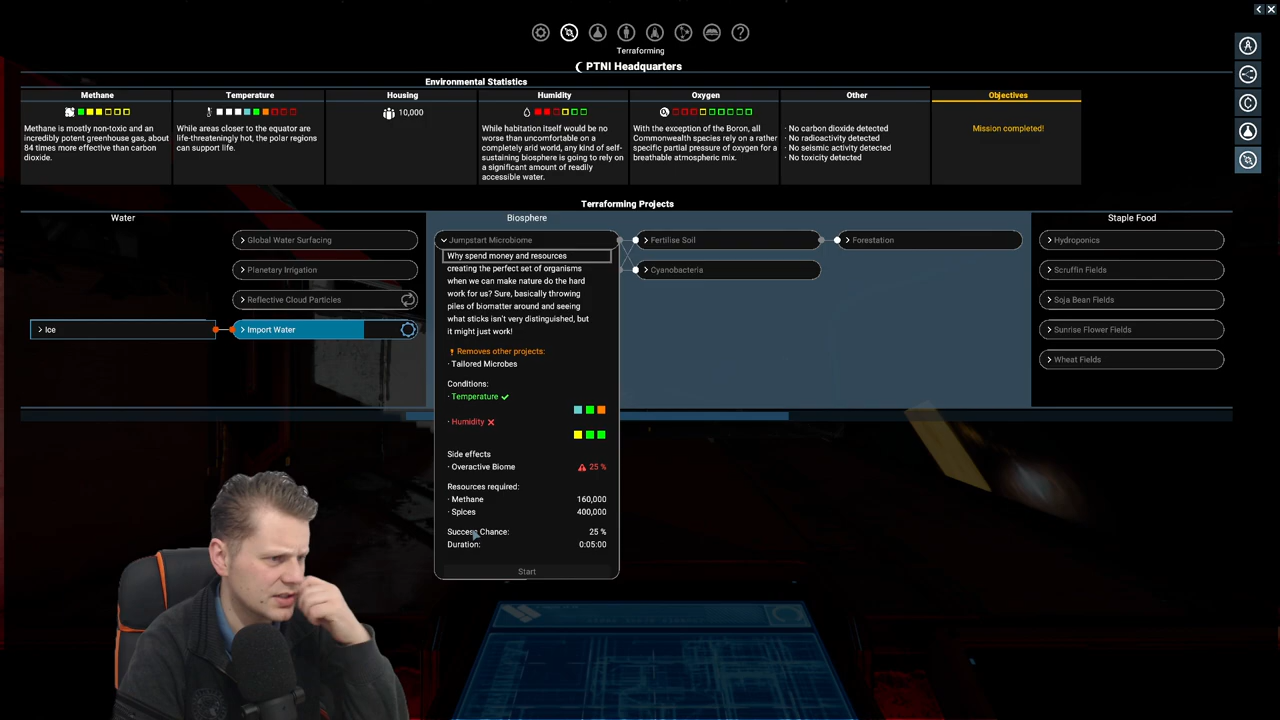 Terraforming
PTNI Headquarters
Environmental Statistics
Methane
Temperature
Housing
Humidity
Oxygen
Other
Objectives
10,000
Methane is mostly non-toxic and an
incredibly potent greenhouse gas, about
84 times more effective than carbon
dioxide.
While areas closer to the equator are
life-threateningly hot, the polar regions
can support life.
While habitation itself would be no
worse than uncomfortable on a
completely arid world, any kind of self-
sustaining biosphere is going to rely on
a significant amount of readily
accessible water.
With the exception of the Boron, all
Commonwealth species rely on a rather
specific partial pressure of oxygen for a
breathable atmospheric mix.
· No carbon dioxide detected
· No radioactivity detected
· No seismic activity detected
· No toxicity detected
Mission completed!
Terraforming Projects
Water
Biosphere
Staple Food
Global Water Surfacing
Planetary Irrigation
Reflective Cloud Particles
Ice
Import Water
Jumpstart Microbiome
Why spend money and resources
creating the perfect set of organisms
when we can make nature do the hard
work for us? Sure, basically throwing
piles of biomatter around and seeing
what sticks isn't very distinguished, but
it might just work!
Removes other projects:
· Tailored Microbes
Conditions:
· Temperature
· Humidity
Side effects
· Overactive Biome 25 %
Resources required:
· Methane 160,000
· Spices 400,000
Success Chance: 25 %
Duration: 0:05:00
Start
Fertilise Soil
Cyanobacteria
Forestation
Hydroponics
Scruffin Fields
Soja Bean Fields
Sunrise Flower Fields
Wheat Fields